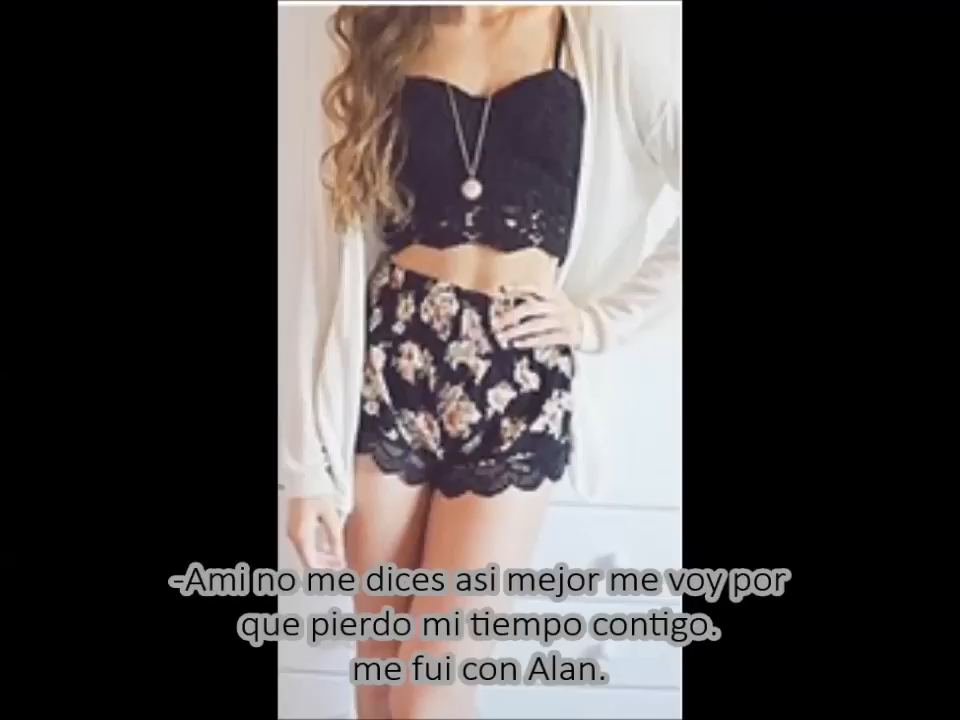 -Ami no me dices asi mejor me voy por
que pierdo mi tiempo contigo.
me fui con Alan.